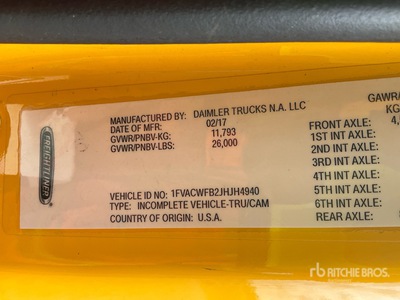 FREIGHTLINER
MANUFACTURED BY: DAIMLER TRUCKS N.A. LLC
DATE OF MFR: 02/17
GVWR/PNBV-KG: 11,793
GVWR/PNBV-LBS: 26,000
VEHICLE ID NO: 1FVACWFB2JHJH4940
TYPE: INCOMPLETE VEHICLE-TRU/CAM
COUNTRY OF ORIGIN: U.S.A.
GAWR/
KG
FRONT AXLE: 4,
1ST INT AXLE:
2ND INT AXLE:
3RD INT AXLE:
4TH INT AXLE:
5TH INT AXLE:
6TH INT AXLE:
REAR AXLE:
rb RITCHIE BROS.